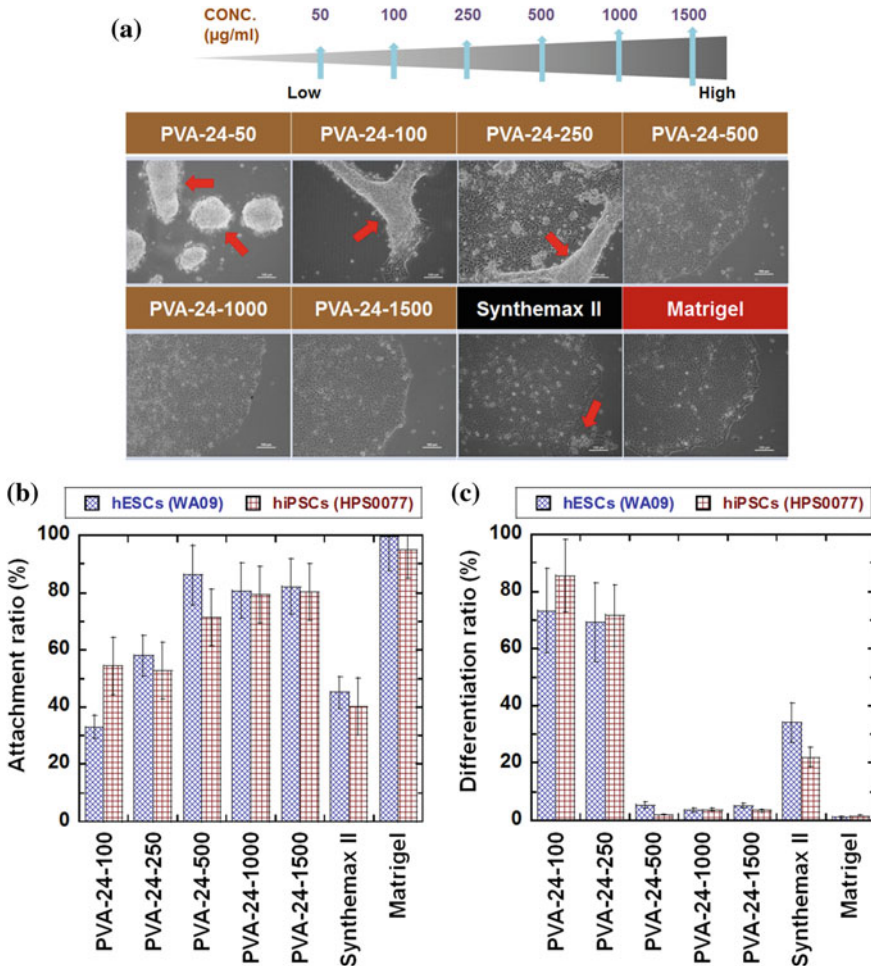 (a)
CONC. 50 100 250 500 1000 1500
(µg/ml)
Low High
PVA-24-50 PVA-24-100 PVA-24-250 PVA-24-500
PVA-24-1000 PVA-24-1500 Synthemax II Matrigel
(b)
hESCs (WA09) hiPSCs (HPS0077)
Attachment ratio (%)
100
80
60
40
20
0
PVA-24-100
PVA-24-250
PVA-24-500
PVA-24-1000
PVA-24-1500
Synthemax II
Matrigel
(c)
hESCs (WA09) hiPSCs (HPS0077)
Differentiation ratio (%)
100
80
60
40
20
0
PVA-24-100
PVA-24-250
PVA-24-500
PVA-24-1000
PVA-24-1500
Synthemax II
Matrigel